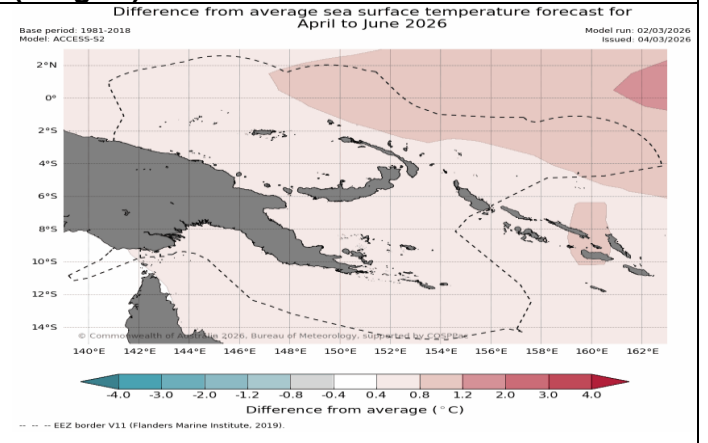 Difference from average sea surface temperature forecast for
April to June 2026
Base period: 1981-2018
Model: ACCESS-S2
Model run: 02/03/2026
Issued: 04/03/2026
2°N
0°
2°S
4°S
6°S
8°S
10°S
12°S
14°S
© Commonwealth of Australia 2026, Bureau of Meteorology, supported by COSPPac
140°E 142°E 144°E 146°E 148°E 150°E 152°E 154°E 156°E 158°E 160°E 162°E
-4.0 -3.0 -2.0 -1.2 -0.8 -0.4 0.4 0.8 1.2 2.0 3.0 4.0
Difference from average (°C)
-- -- -- EEZ border V11 (Flanders Marine Institute, 2019).